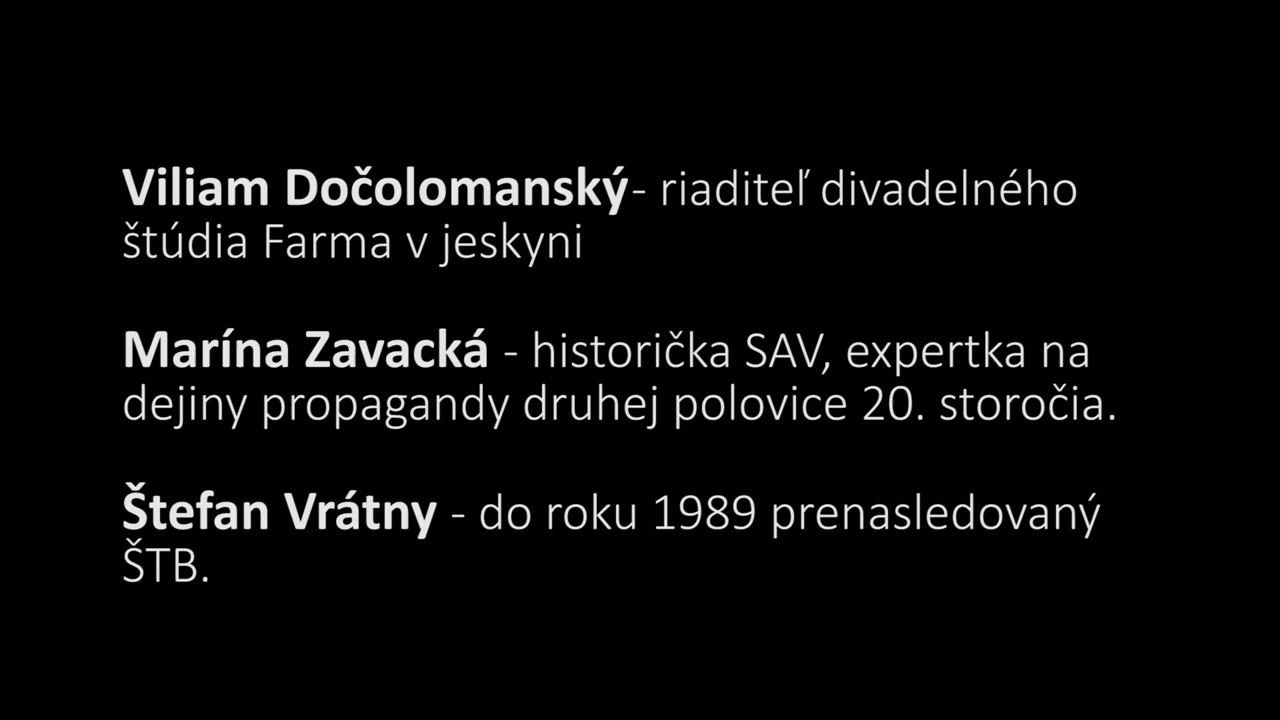 Viliam Dočolomanský- riaditeľ divadelného
štúdia Farma v jeskyni
Marína Zavacká - historička SAV, expertka na
dejiny propagandy druhej polovice 20. storočia.
Štefan Vrátny - do roku 1989 prenasledovaný
ŠTB.